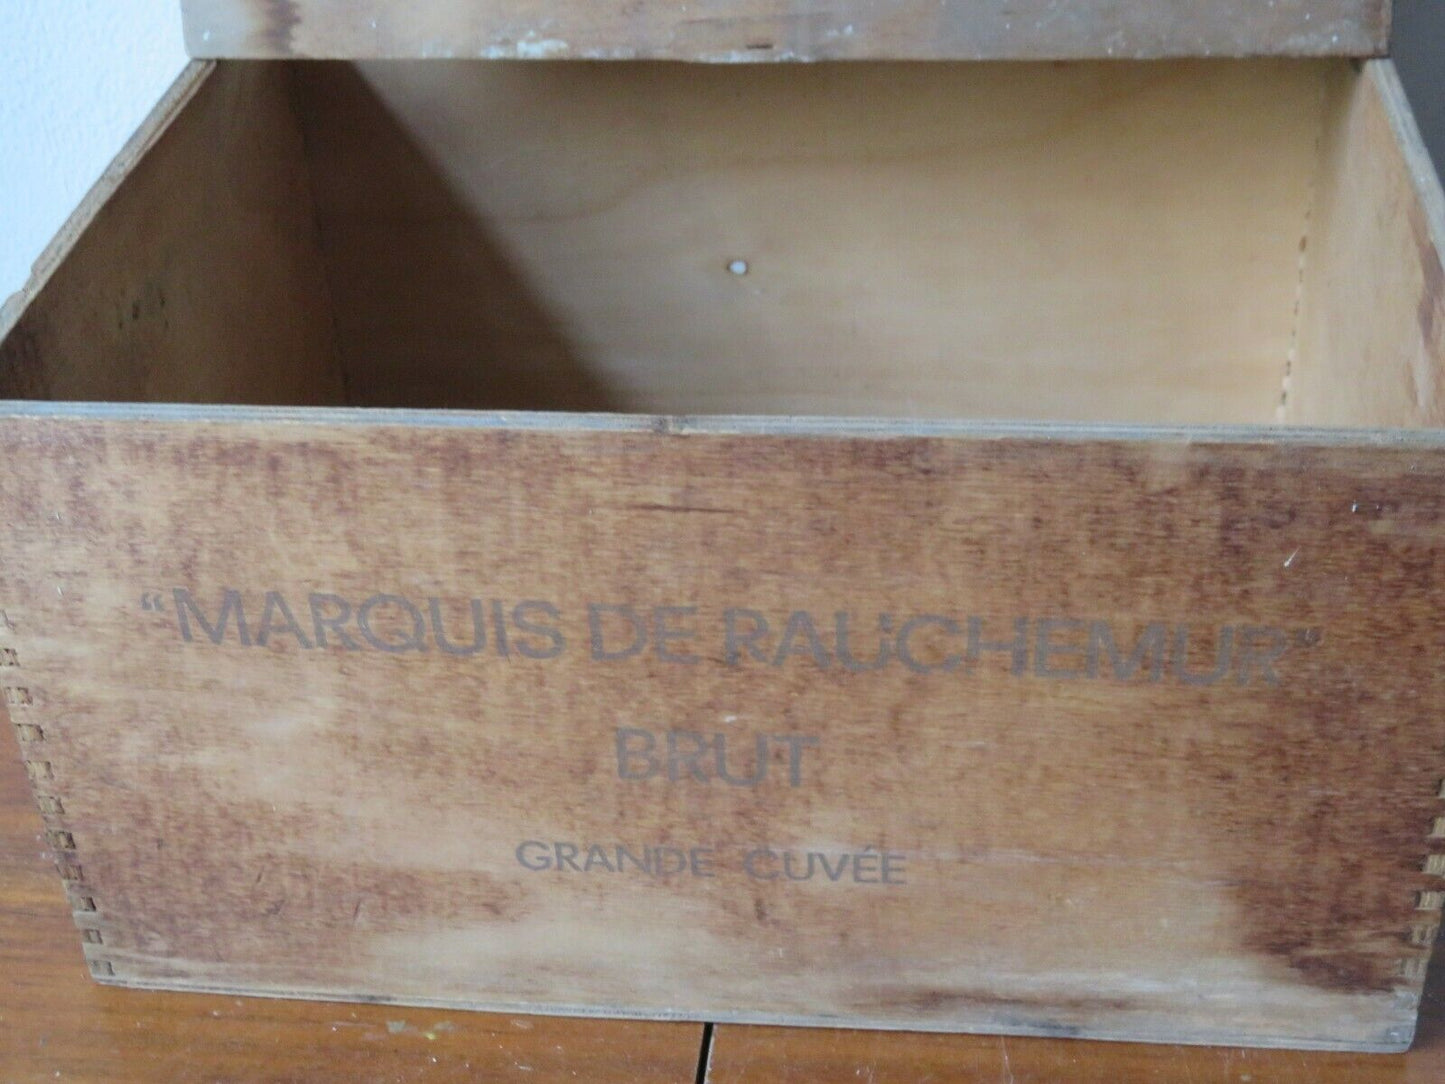 “MARQUIS DE RAUCHEMUR”
BRUT
GRANDE CUVÉE